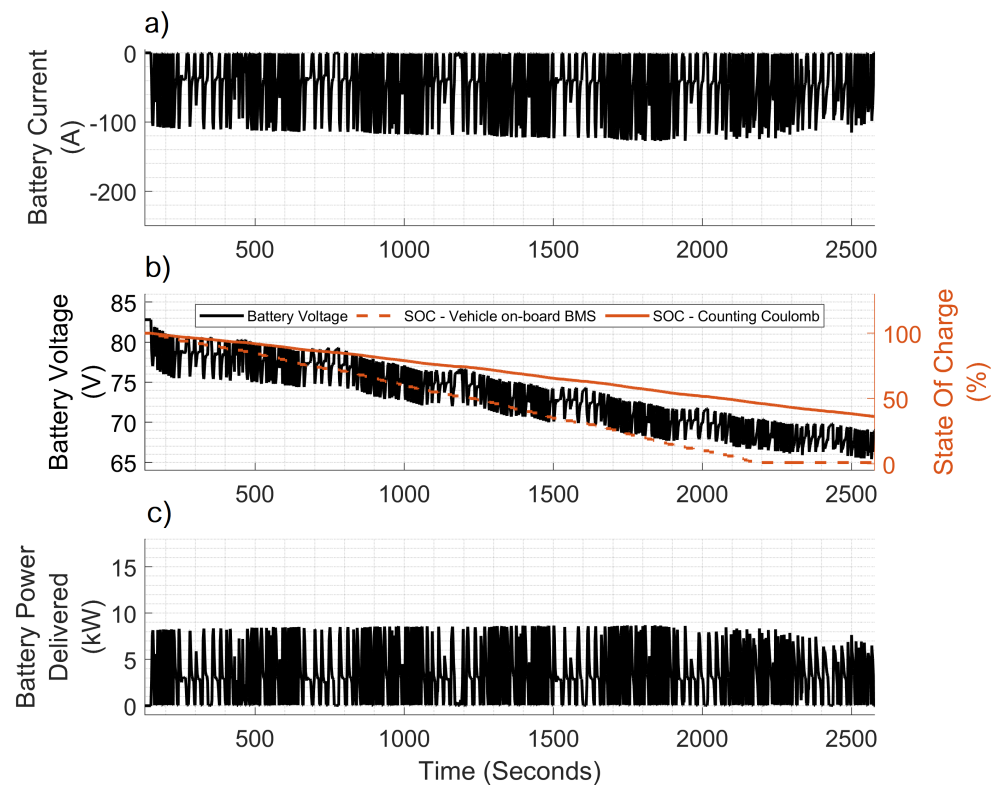 a)
Battery Current
(A)
0
-100
-200
500 1000 1500 2000 2500
b)
Battery Voltage
(V)
85
80
75
70
65
Battery Voltage SOC - Vehicle on-board BMS SOC - Counting Coulomb
100
50
0
State Of Charge
(%)
500 1000 1500 2000 2500
c)
Battery Power
Delivered
(kW)
15
10
5
0
500 1000 1500 2000 2500
Time (Seconds)